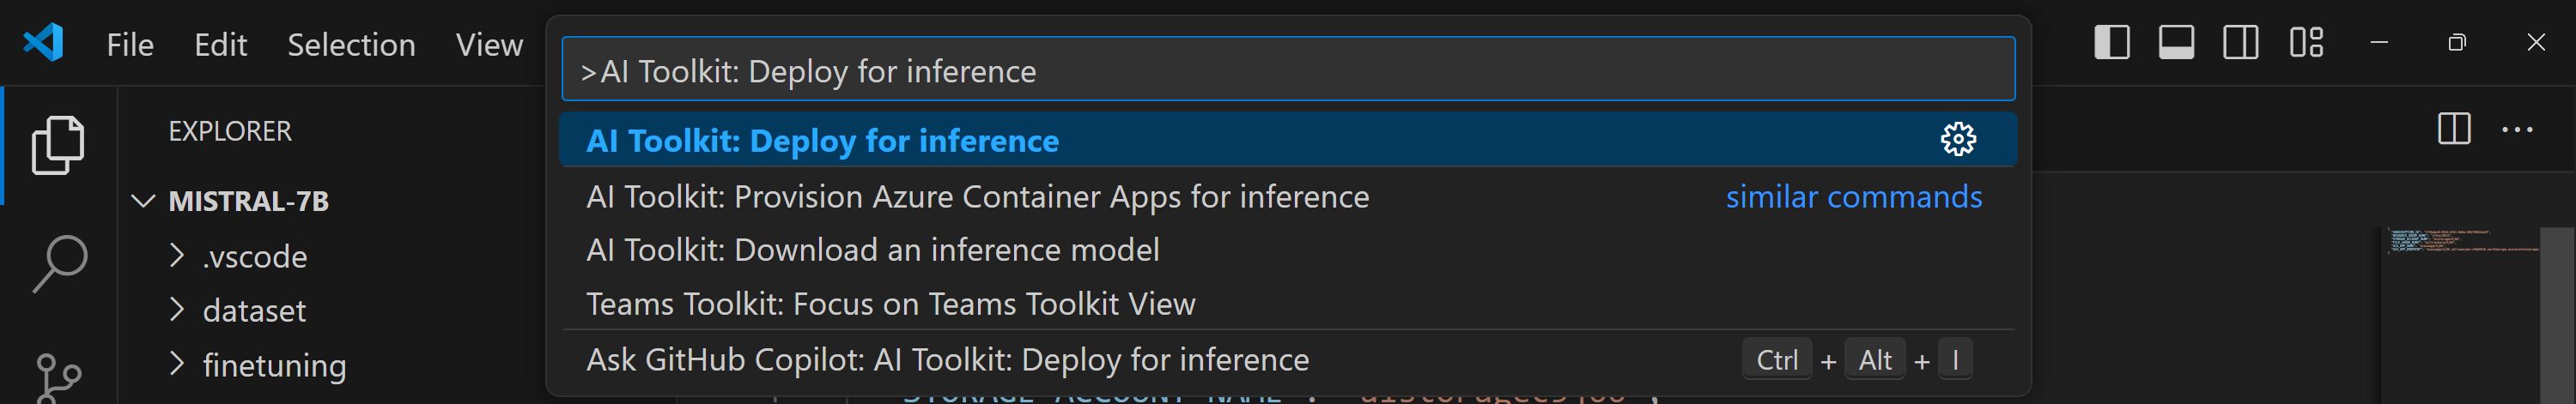 File Edit Selection View
>AI Toolkit: Deploy for inference
AI Toolkit: Deploy for inference
AI Toolkit: Provision Azure Container Apps for inference similar commands
AI Toolkit: Download an inference model
Teams Toolkit: Focus on Teams Toolkit View
Ask GitHub Copilot: AI Toolkit: Deploy for inference Ctrl + Alt + I
EXPLORER
MISTRAL-7B
.vscode
dataset
finetuning